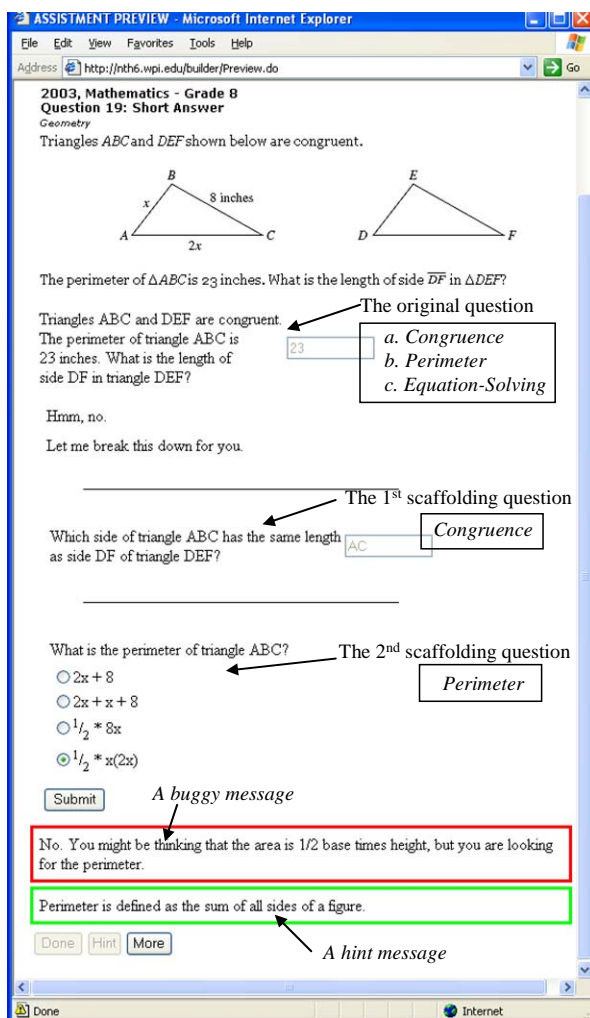 ASSISTMENT PREVIEW - Microsoft Internet Explorer
File Edit View Favorites Tools Help
Address http://nth6.wpi.edu/builder/Preview.do Go
2003, Mathematics - Grade 8
Question 19: Short Answer
Geometry
Triangles ABC and DEF shown below are congruent.
B E
x 8 inches
A C D F
2x
The perimeter of ΔABC is 23 inches. What is the length of side DF in ΔDEF?
The original question
Triangles ABC and DEF are congruent.
The perimeter of triangle ABC is
23 inches. What is the length of
side DF in triangle DEF?
23
a. Congruence
b. Perimeter
c. Equation-Solving
Hmm, no.
Let me break this down for you.
The 1st scaffolding question
Which side of triangle ABC has the same length
as side DF of triangle DEF?
AC
Congruence
What is the perimeter of triangle ABC?
The 2nd scaffolding question
Perimeter
2x + 8
2x + x + 8
1/2 * 8x
1/2 * x(2x)
Submit
A buggy message
No. You might be thinking that the area is 1/2 base times height, but you are looking
for the perimeter.
Perimeter is defined as the sum of all sides of a figure.
Done Hint More
A hint message
Done Internet